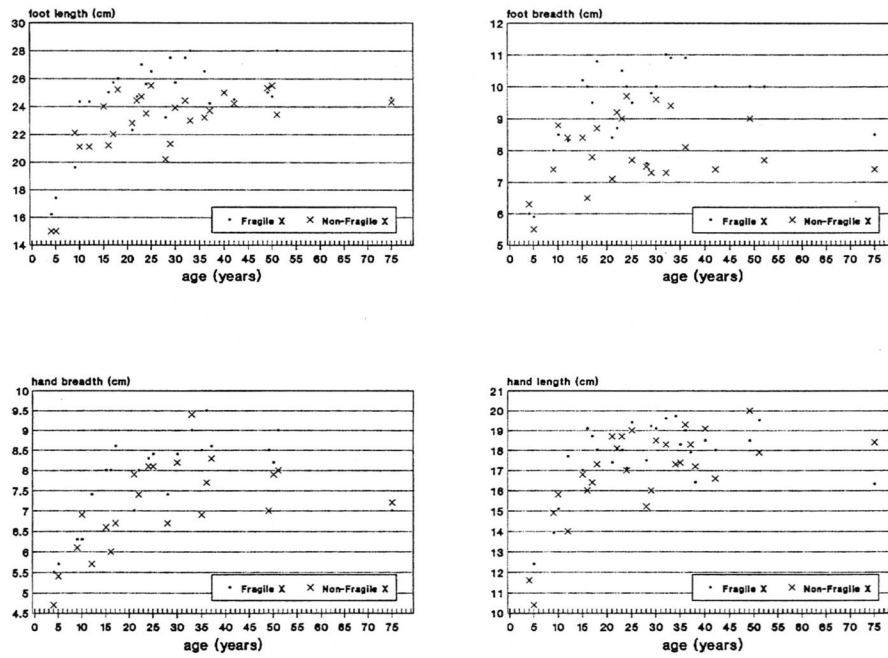 foot length (cm)
30
28
26
24
22
20
18
16
14
Fragile X Non-Fragile X
0 5 10 15 20 25 30 35 40 45 50 55 60 65 70 75
age (years)
foot breadth (cm)
12
11
10
9
8
7
6
5
Fragile X Non-Fragile X
0 5 10 15 20 25 30 35 40 45 50 55 60 65 70 75
age (years)
hand breadth (cm)
10
9.5
9
8.5
8
7.5
7
6.5
6
5.5
5
4.5
Fragile X Non-Fragile X
0 5 10 15 20 25 30 35 40 45 50 55 60 65 70 75
age (years)
hand length (cm)
21
20
19
18
17
16
15
14
13
12
11
10
Fragile X Non-Fragile X
0 5 10 15 20 25 30 35 40 45 50 55 60 65 70 75
age (years)